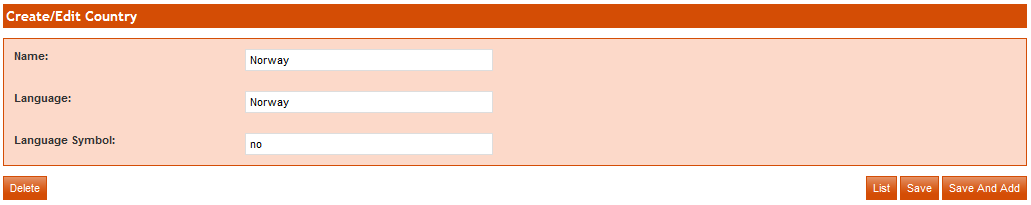 Create/Edit Country
Name: Norway
Language: Norway
Language Symbol: no
Delete List Save Save And Add